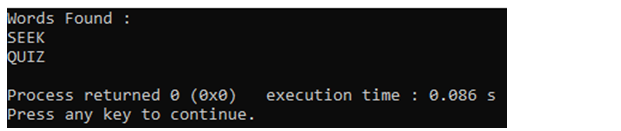 Words Found :
SEEK
QUIZ
Process returned 0 (0x0)   execution time : 0.086 s
Press any key to continue.